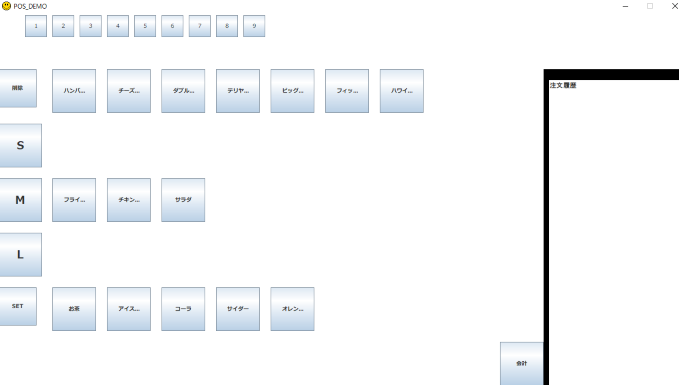 POS_DEMO
1 2 3 4 5 6 7 8 9
削除 ハンバ... チーズ... ダブル... テリヤ... ビッグ... フィッ... ハワイ...
注文履歴
S
M フライ... チキン... サラダ
L
SET お茶 アイス... コーラ サイダー オレン...
会計